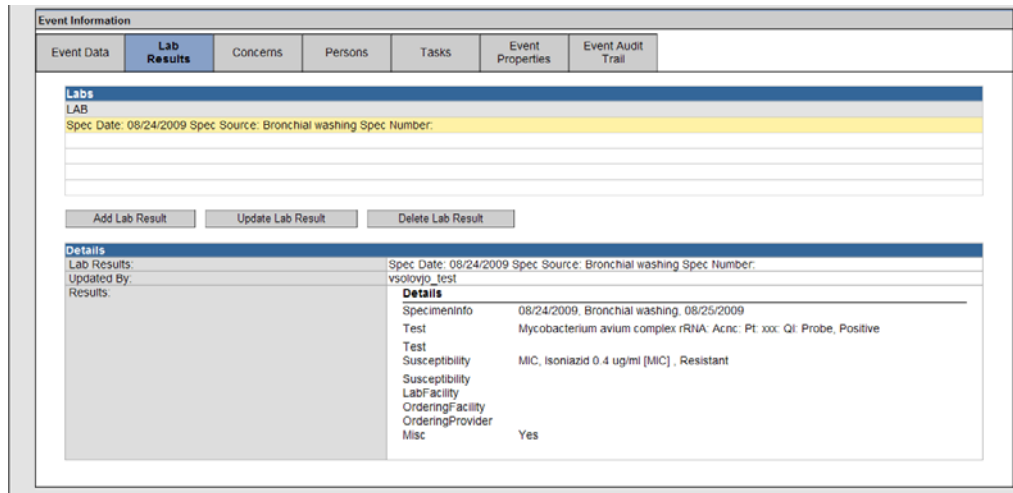 Event Information
Event Data
Lab
Results
Concerns
Persons
Tasks
Event
Properties
Event Audit
Trail
Labs
LAB
Spec Date: 08/24/2009 Spec Source: Bronchial washing Spec Number:
Add Lab Result
Update Lab Result
Delete Lab Result
Details
Lab Results: Spec Date: 08/24/2009 Spec Source: Bronchial washing Spec Number:
Updated By: vsolovjo_test
Results: Details
SpecimenInfo 08/24/2009, Bronchial washing, 08/25/2009
Test Mycobacterium avium complex rRNA: Acnc: Pt: xxx: Ql: Probe, Positive
Test
Susceptibility MIC, Isoniazid 0.4 ug/ml [MIC] , Resistant
Susceptibility
LabFacility
OrderingFacility
OrderingProvider
Misc Yes